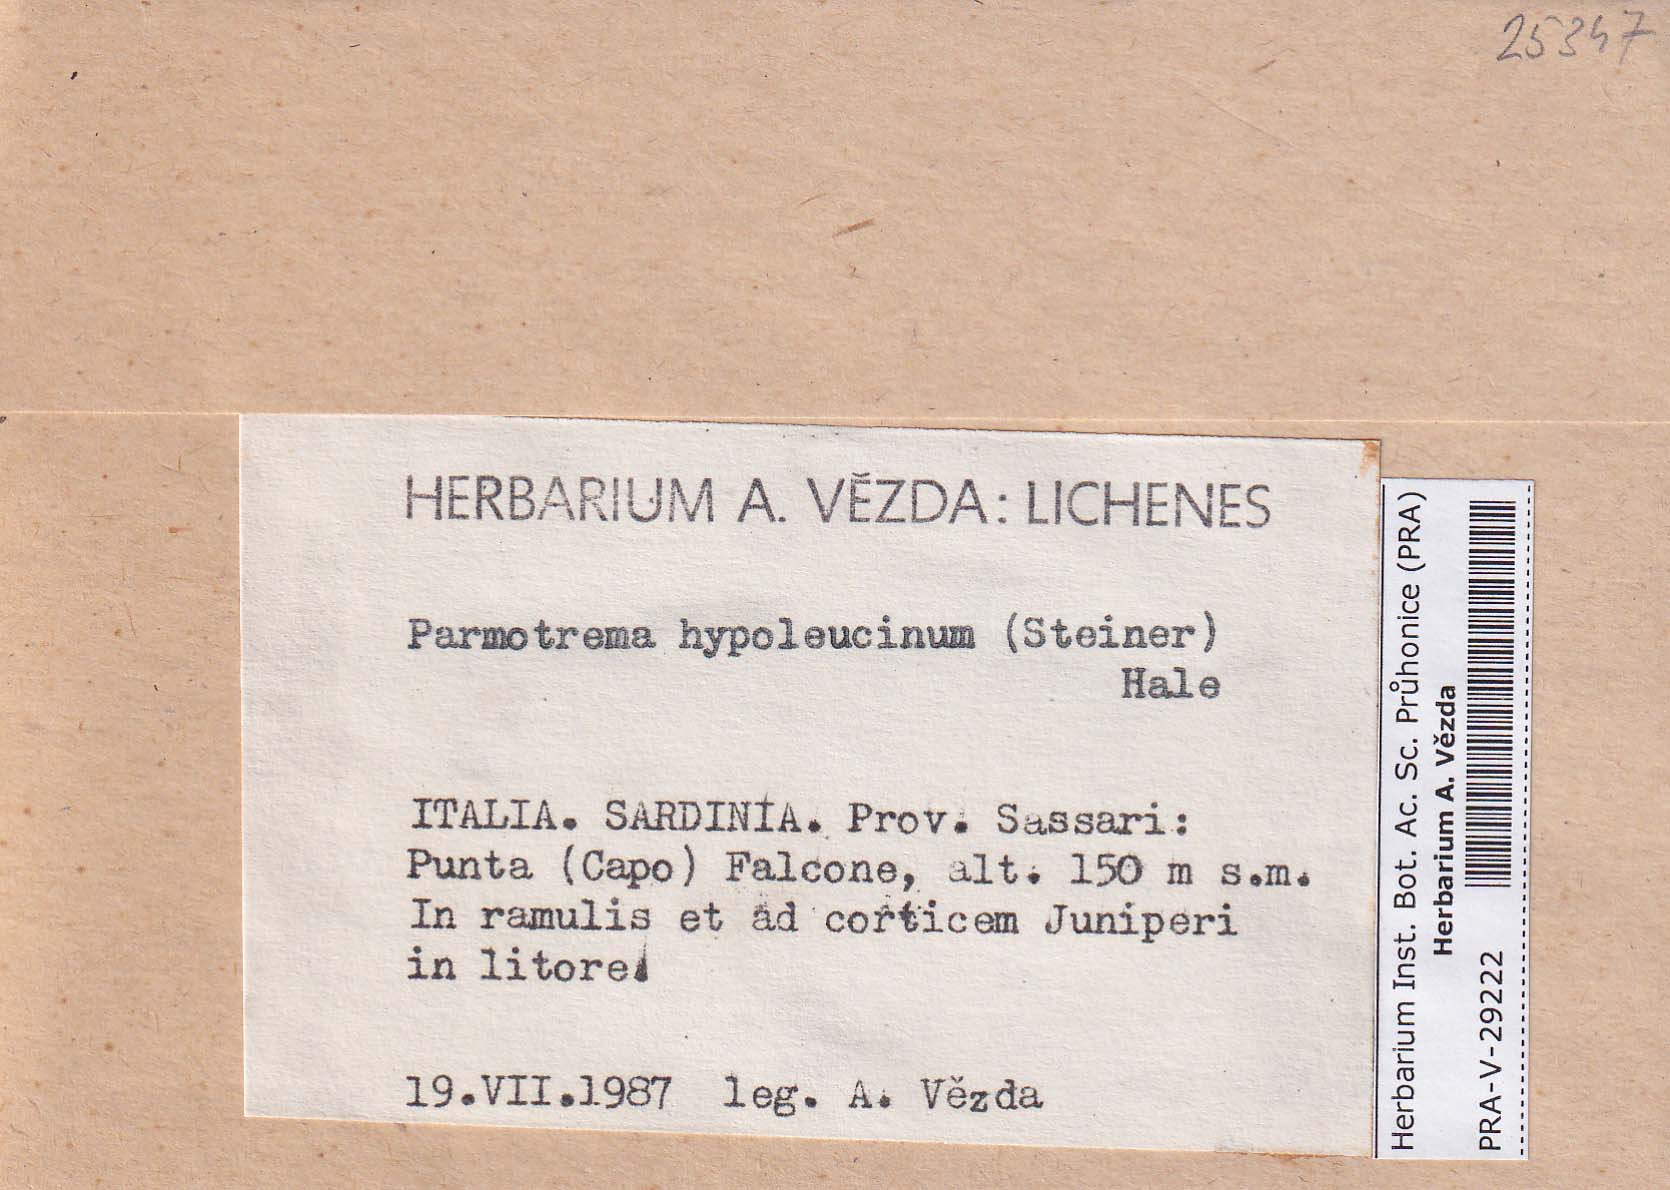 25347
HERBARIUM A. VĚZDA: LICHENES
Parmotrema hypoleucinum (Steiner)
Hale
ITALIA. SARDINIA. Prov. Sassari:
Punta (Capo) Falcone, alt. 150 m s.m.
In ramulis et ad corticem Juniperi
in litore.
19.VII.1987 leg. A. Vězda
Herbarium Inst. Bot. Ac. Sc. Průhonice (PRA)
Herbarium A. Vězda
PRA-V-29222